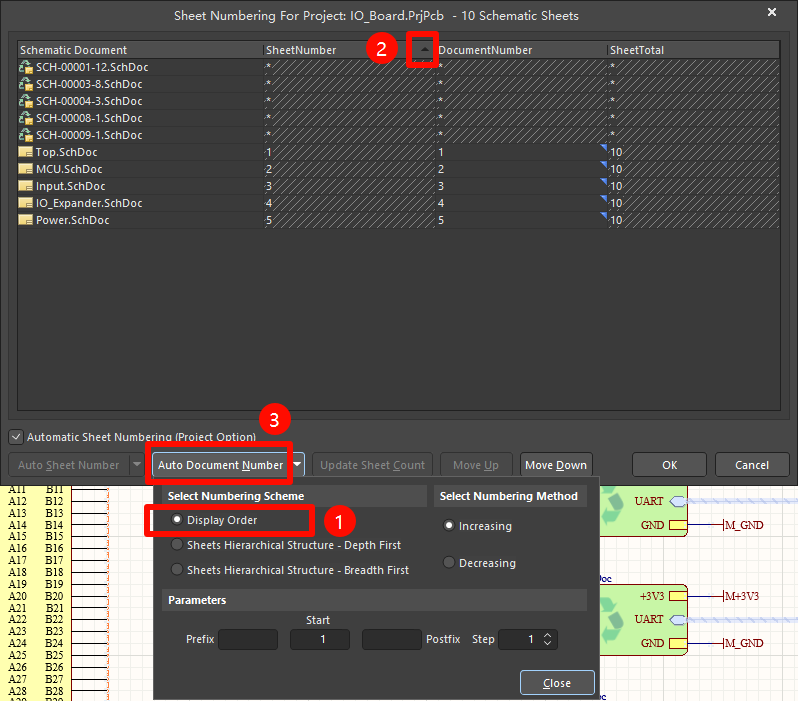 Sheet Numbering For Project: IO_Board.PrjPcb - 10 Schematic Sheets
2
Schematic Document SheetNumber DocumentNumber SheetTotal
SCH-00001-12.SchDoc * * *
SCH-00003-8.SchDoc * * *
SCH-00004-3.SchDoc * * *
SCH-00008-1.SchDoc * * *
SCH-00009-1.SchDoc * * *
Top.SchDoc 1 1 10
MCU.SchDoc 2 2 10
Input.SchDoc 3 3 10
IO_Expander.SchDoc 4 4 10
Power.SchDoc 5 5 10
3
Automatic Sheet Numbering (Project Option)
Auto Sheet Number Auto Document Number Update Sheet Count Move Up Move Down OK Cancel
Select Numbering Scheme Select Numbering Method
Display Order
1
Increasing
Sheets Hierarchical Structure - Depth First
Decreasing
Sheets Hierarchical Structure - Breadth First
Parameters
Start
Prefix 1 Postfix Step 1
Close
A11 B11
A12 B12
A13 B13
A14 B14
A15 B15
A16 B16
A17 B17
A18 B18
A19 B19
A20 B20
A21 B21
A22 B22
A23 B23
A24 B24
A25 B25
A26 B26
A27 B27
A28 B28
UART
GND M_GND
+3V3 M+3V3
UART
GND M_GND